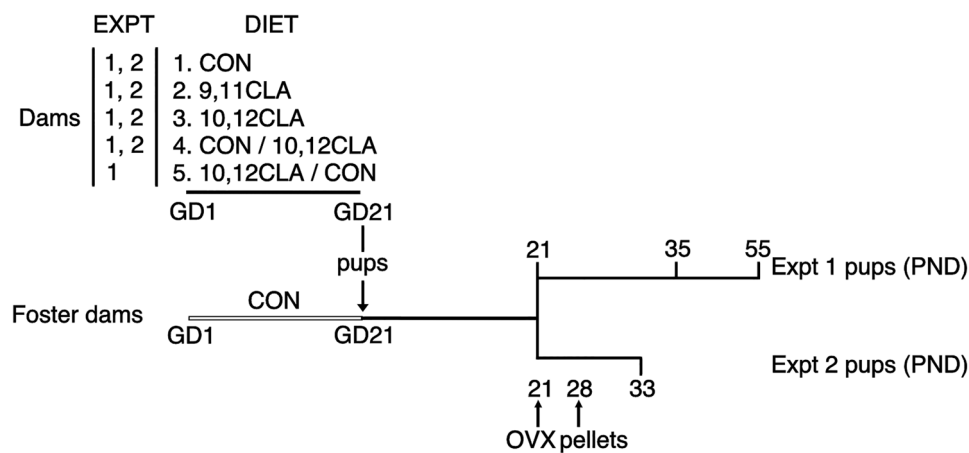 EXPT DIET
1, 2 1. CON
1, 2 2. 9,11CLA
Dams 1, 2 3. 10,12CLA
1, 2 4. CON / 10,12CLA
1 5. 10,12CLA / CON
GD1 GD21
pups
21 35 55
Expt 1 pups (PND)
Foster dams CON
GD1 GD21
Expt 2 pups (PND)
21 28 33
OVX pellets